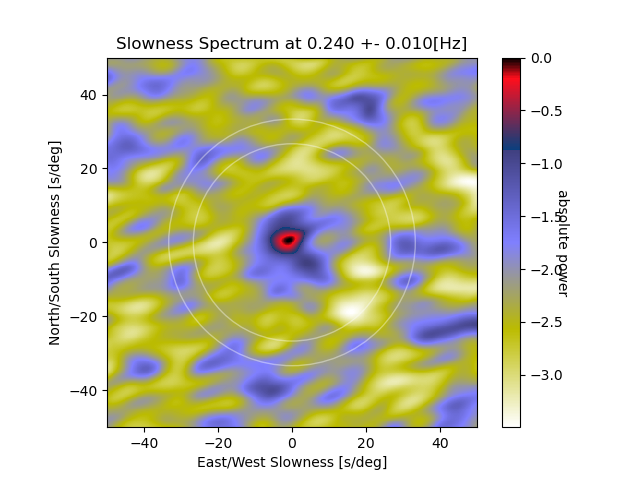 Slowness Spectrum at 0.240 +- 0.010[Hz]
North/South Slowness [s/deg]
40
20
0
−20
−40
−40 −20 0 20 40
East/West Slowness [s/deg]
0.0
−0.5
−1.0
−1.5
−2.0
−2.5
−3.0
absolute power